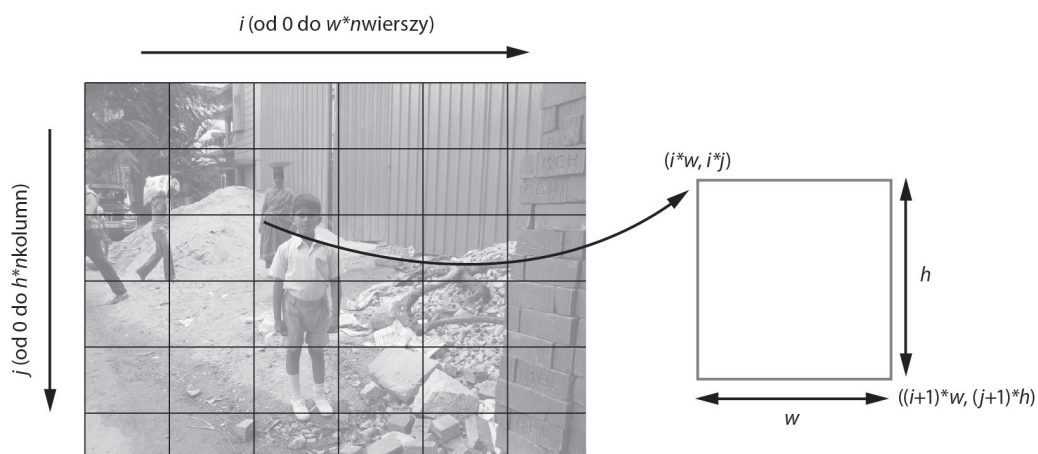 i (od 0 do w*nwierszy)
j (od 0 do h*nkolumn)
(i*w, i*j)
h
((i+1)*w, (j+1)*h)
w